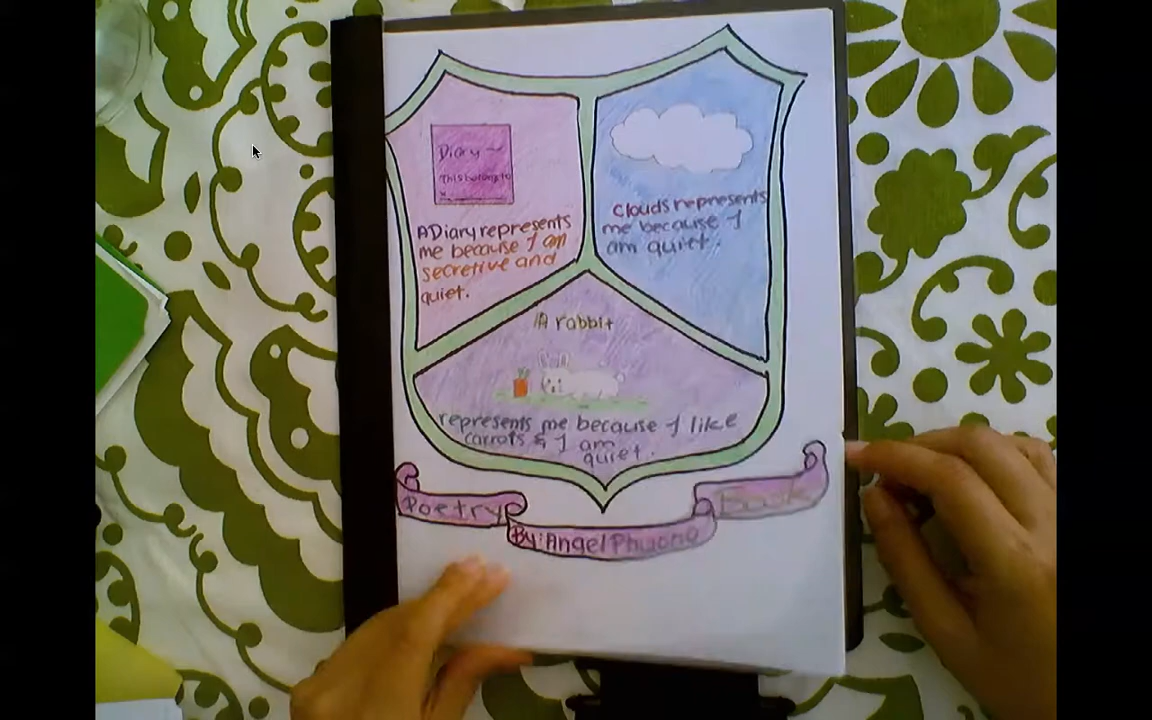 Diary
This belongs to
x
A Diary represents
me because I am
secretive and
quiet.
Clouds represents
me because I
am quiet.
A rabbit
represents me because I like
carrots & I am
quiet.
Poetry
By: Angel Phuong
Book